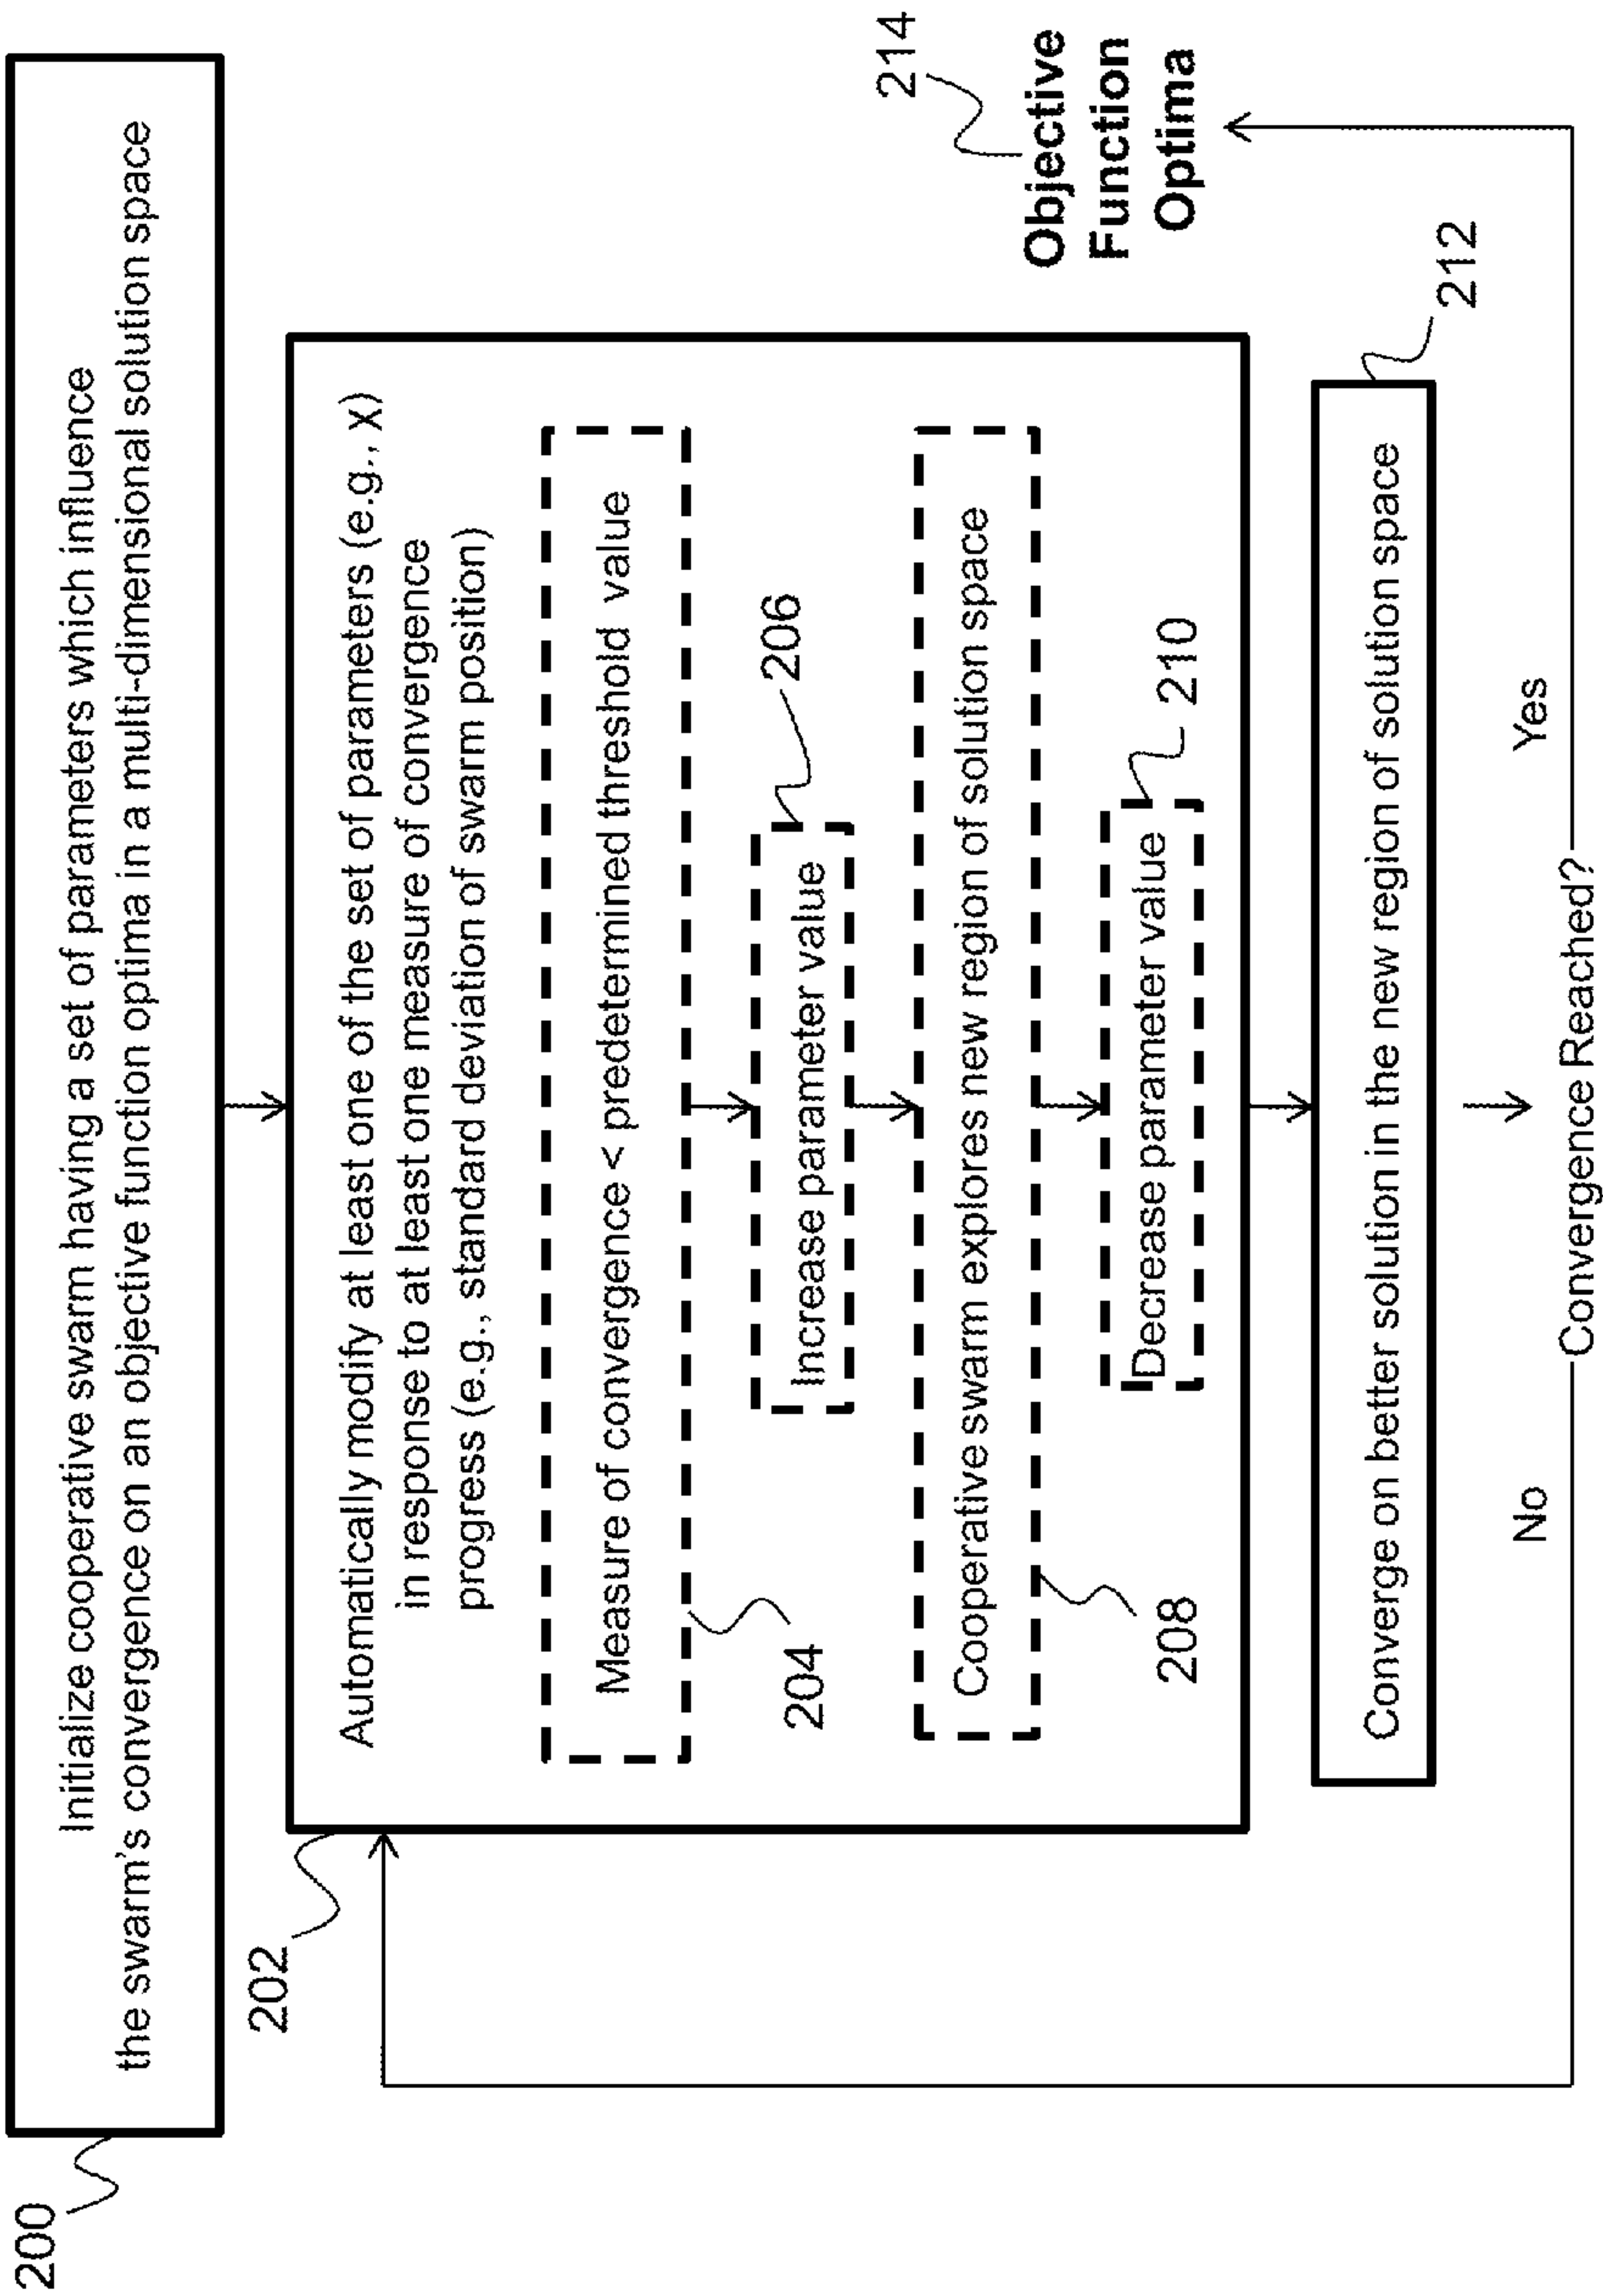 200
Initialize cooperative swarm having a set of parameters which influence
the swarm's convergence on an objective function optima in a multi-dimensional solution space
202
Automatically modify at least one of the set of parameters (e.g., χ)
in response to at least one measure of convergence
progress (e.g., standard deviation of swarm position)
Measure of convergence < predetermined threshold value
204
206
Increase parameter value
Cooperative swarm explores new region of solution space
208
210
Decrease parameter value
212
Converge on better solution in the new region of solution space
No
Yes
Convergence Reached?
214
Objective
Function
Optima